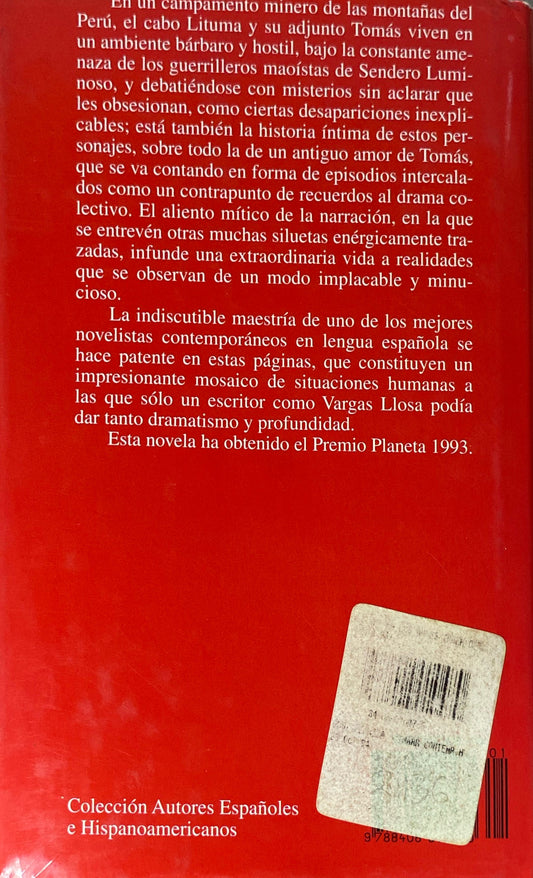 En un campamento minero de las montañas del
Perú, el cabo Lituma y su adjunto Tomás viven en
un ambiente bárbaro y hostil, bajo la constante ame-
naza de los guerrilleros maoístas de Sendero Lumi-
noso, y debatiéndose con misterios sin aclarar que
les obsesionan, como ciertas desapariciones inexpli-
cables; está también la historia íntima de estos per-
sonajes, sobre todo la de un antiguo amor de Tomás,
que se va contando en forma de episodios intercala-
dos como un contrapunto de recuerdos al drama co-
lectivo. El aliento mítico de la narración, en la que
se entrevén otras muchas siluetas enérgicamente tra-
zadas, infunde una extraordinaria vida a realidades
que se observan de un modo implacable y minu-
cioso.
La indiscutible maestría de uno de los mejores
novelistas contemporáneos en lengua española se
hace patente en estas páginas, que constituyen un
impresionante mosaico de situaciones humanas a
las que sólo un escritor como Vargas Llosa podía
dar tanto dramatismo y profundidad.
Esta novela ha obtenido el Premio Planeta 1993.
CONTEMP.H
01
Colección Autores Españoles
e Hispanoamericanos
9 788408